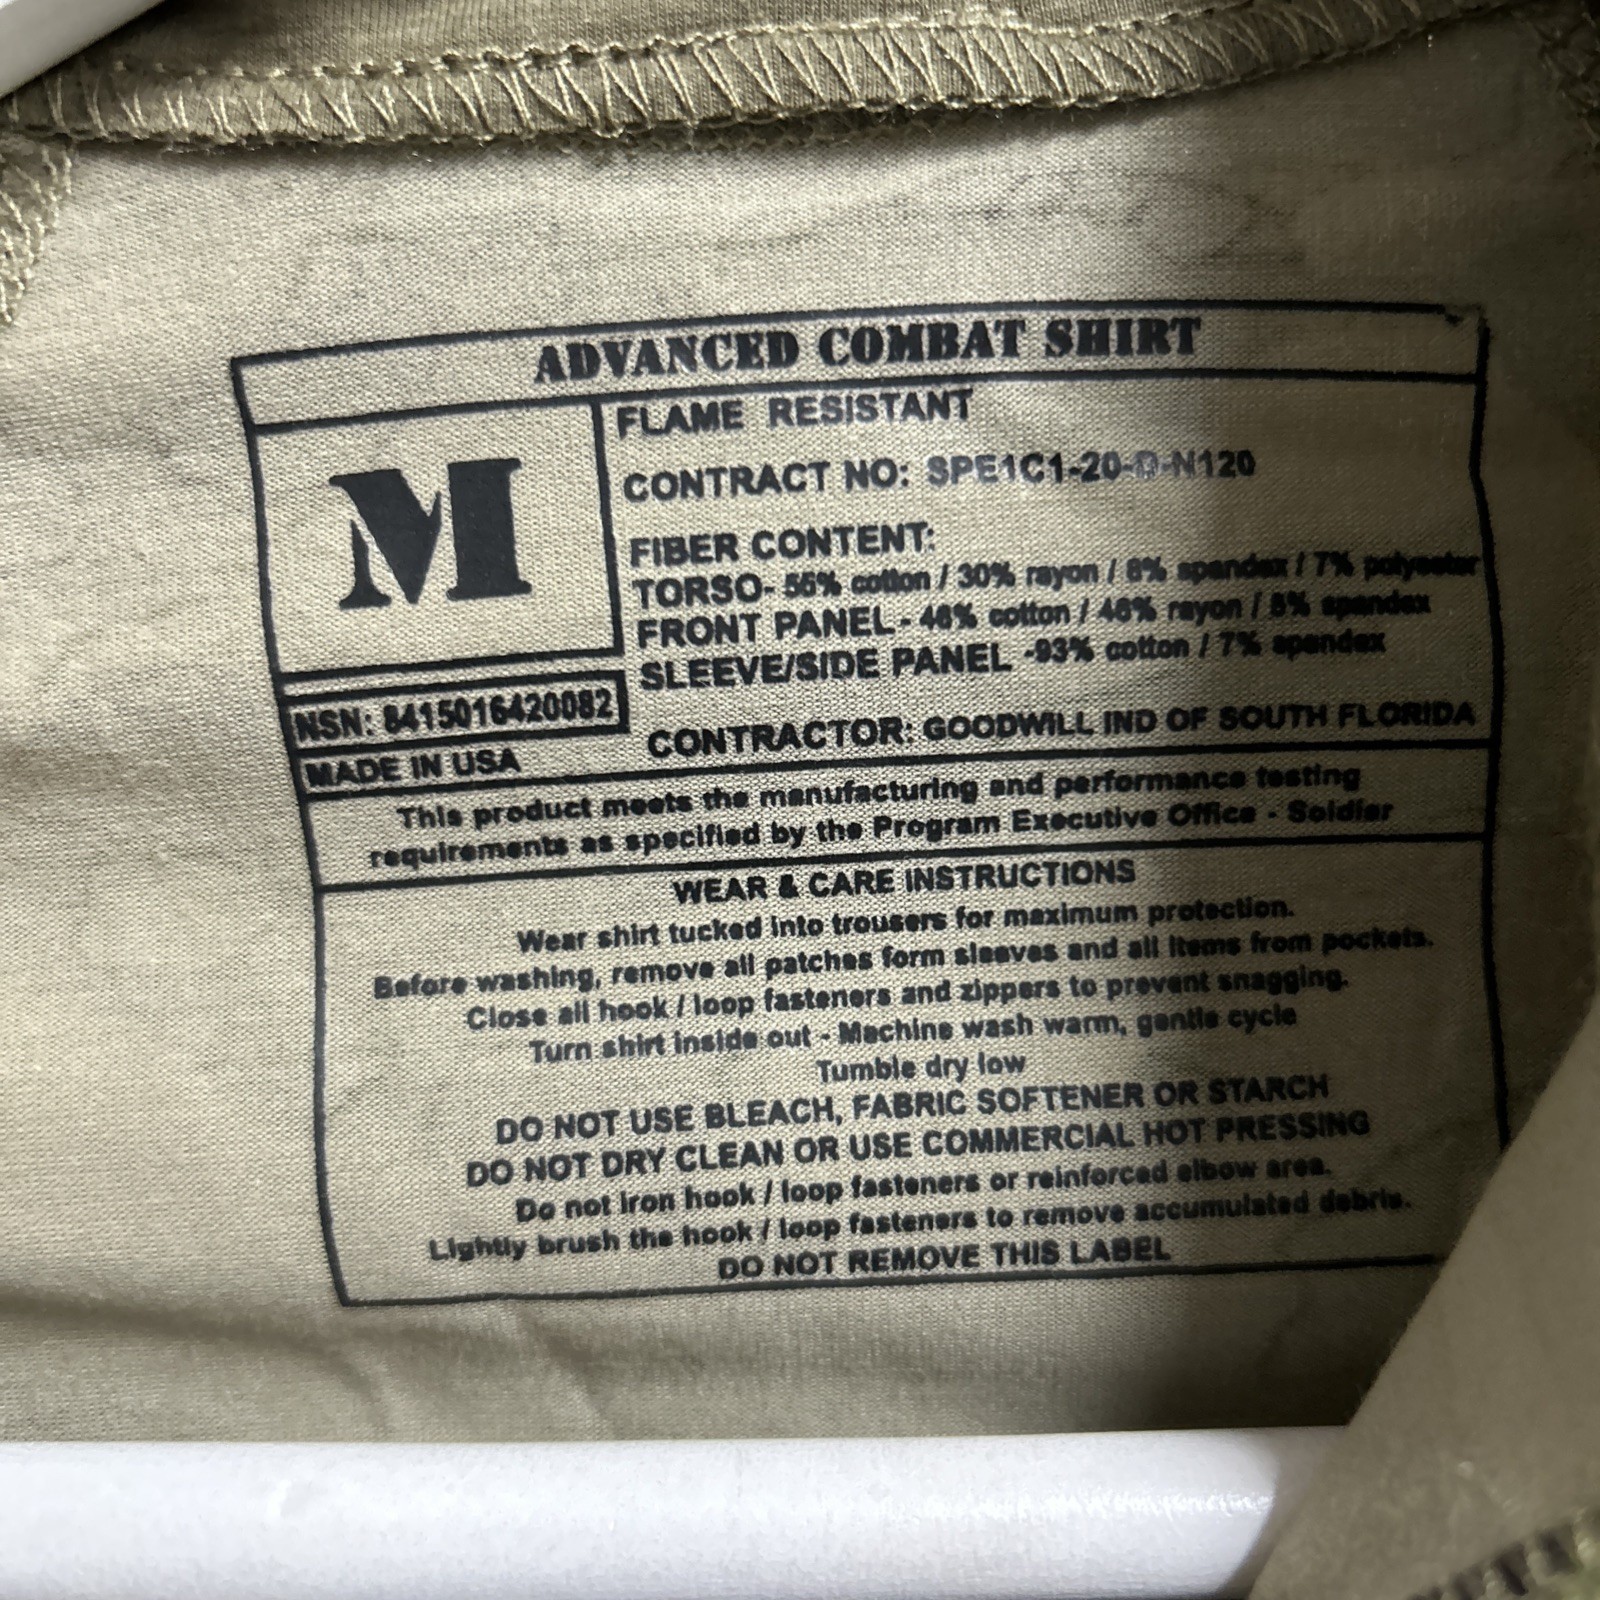 ADVANCED COMBAT SHIRT
M
FLAME RESISTANT
CONTRACT NO: SPE1C1-20-D-N120
FIBER CONTENT:
TORSO- 55% cotton / 30% rayon / 8% spandex / 7% polyester
FRONT PANEL - 46% cotton / 46% rayon / 8% spandex
SLEEVE/SIDE PANEL -93% cotton / 7% spandex
NSN: 8415016420082
CONTRACTOR: GOODWILL IND OF SOUTH FLORIDA
MADE IN USA
This product meets the manufacturing and performance testing
requirements as specified by the Program Executive Office - Soldier
WEAR & CARE INSTRUCTIONS
Wear shirt tucked into trousers for maximum protection.
Before washing, remove all patches form sleeves and all items from pockets.
Close all hook / loop fasteners and zippers to prevent snagging.
Turn shirt inside out - Machine wash warm, gentle cycle
Tumble dry low
DO NOT USE BLEACH, FABRIC SOFTENER OR STARCH
DO NOT DRY CLEAN OR USE COMMERCIAL HOT PRESSING
Do not iron hook / loop fasteners or reinforced elbow area.
Lightly brush the hook / loop fasteners to remove accumulated debris.
DO NOT REMOVE THIS LABEL